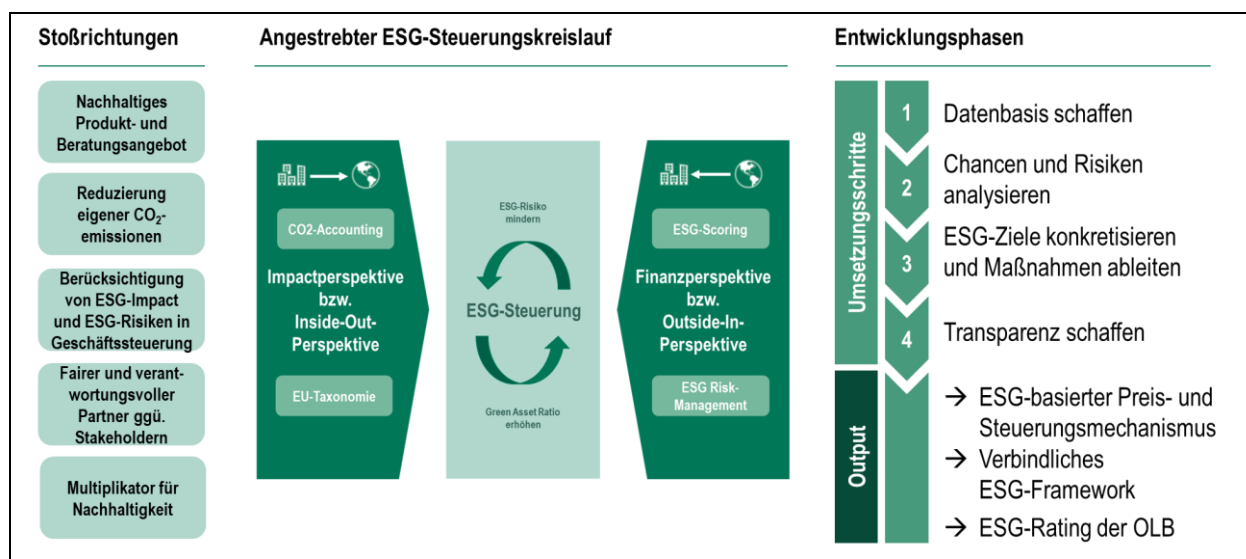 Stoßrichtungen
Nachhaltiges
Produkt- und
Beratungsangebot
Reduzierung
eigener CO₂-
emissionen
Berücksichtigung
von ESG-Impact
und ESG-Risiken in
Geschäftssteuerung
Fairer und verant-
wortungsvoller
Partner ggü.
Stakeholdern
Multiplikator für
Nachhaltigkeit
Angestrebter ESG-Steuerungskreislauf
CO2-Accounting
Impactperspektive
bzw.
Inside-Out-
Perspektive
EU-Taxonomie
ESG-Risiko
mindern
ESG-Steuerung
Green Asset Ratio
erhöhen
ESG-Scoring
Finanzperspektive
bzw.
Outside-In-
Perspektive
ESG Risk-
Management
Entwicklungsphasen
Umsetzungsschritte
1 Datenbasis schaffen
2 Chancen und Risiken
analysieren
3 ESG-Ziele konkretisieren
und Maßnahmen ableiten
4 Transparenz schaffen
Output
→ ESG-basierter Preis- und
Steuerungsmechanismus
→ Verbindliches
ESG-Framework
→ ESG-Rating der OLB